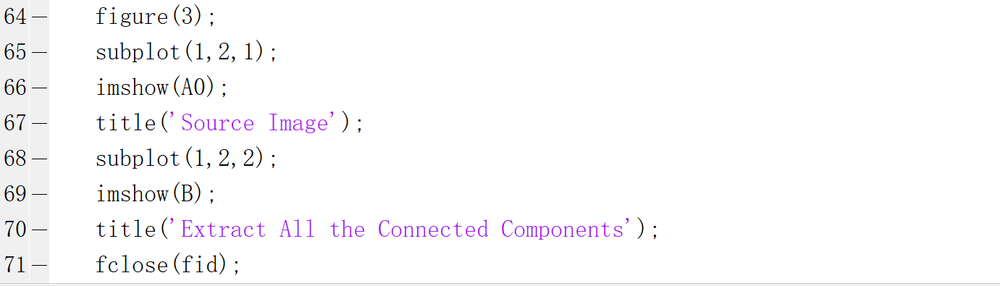 64 — figure(3);
65 — subplot(1,2,1);
66 — imshow(A0);
67 — title('Source Image');
68 — subplot(1,2,2);
69 — imshow(B);
70 — title('Extract All the Connected Components');
71 — fclose(fid);